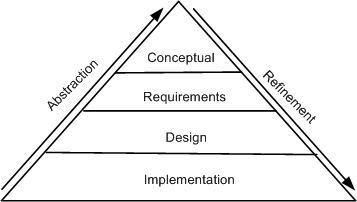 Conceptual
Abstraction
Refinement
Requirements
Design
Implementation